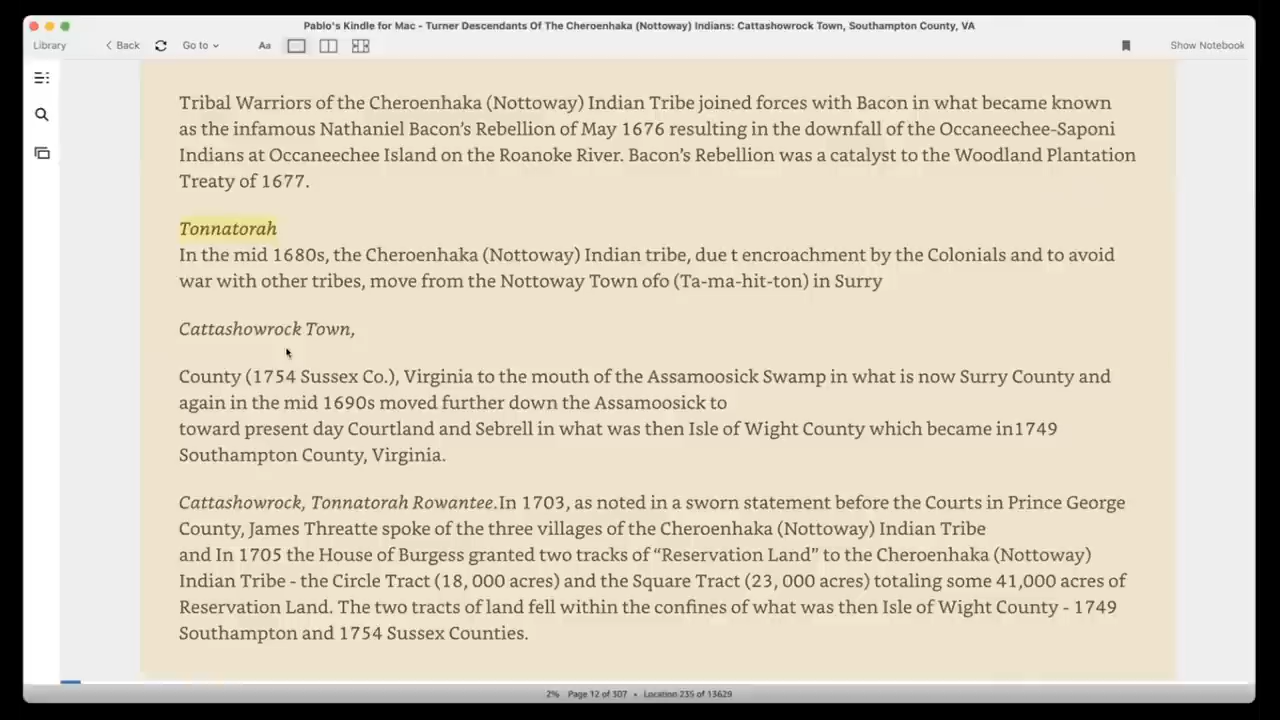 Pablo's Kindle for Mac - Turner Descendants Of The Cheroenhaka (Nottoway) Indians: Cattashowrock Town, Southampton County, VA
Library
Back
Go to
Aa
Show Notebook
Tribal Warriors of the Cheroenhaka (Nottoway) Indian Tribe joined forces with Bacon in what became known
as the infamous Nathaniel Bacon's Rebellion of May 1676 resulting in the downfall of the Occaneechee-Saponi
Indians at Occaneechee Island on the Roanoke River. Bacon's Rebellion was a catalyst to the Woodland Plantation
Treaty of 1677.
Tonnatorah
In the mid 1680s, the Cheroenhaka (Nottoway) Indian tribe, due t encroachment by the Colonials and to avoid
war with other tribes, move from the Nottoway Town ofo (Ta-ma-hit-ton) in Surry
Cattashowrock Town,
County (1754 Sussex Co.), Virginia to the mouth of the Assamoosick Swamp in what is now Surry County and
again in the mid 1690s moved further down the Assamoosick to
toward present day Courtland and Sebrell in what was then Isle of Wight County which became in1749
Southampton County, Virginia.
Cattashowrock, Tonnatorah Rowantee.In 1703, as noted in a sworn statement before the Courts in Prince George
County, James Threatte spoke of the three villages of the Cheroenhaka (Nottoway) Indian Tribe
and In 1705 the House of Burgess granted two tracks of “Reservation Land” to the Cheroenhaka (Nottoway)
Indian Tribe - the Circle Tract (18, 000 acres) and the Square Tract (23, 000 acres) totaling some 41,000 acres of
Reservation Land. The two tracts of land fell within the confines of what was then Isle of Wight County - 1749
Southampton and 1754 Sussex Counties.
2% Page 12 of 307 • Location 235 of 13629